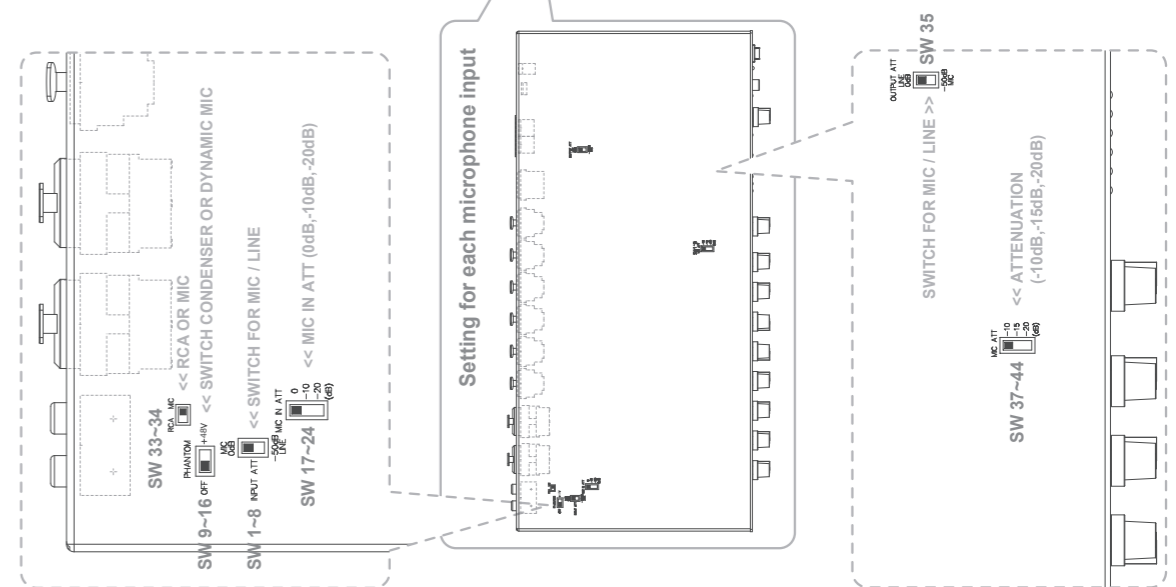 SW 33~34
RCA MIC
<< RCA OR MIC
SW 9~16
PHANTOM
OFF +48V
<< SWITCH CONDENSER OR DYNAMIC MIC
SW 1~8
INPUT ATT
MIC
0dB
-50dB
LINE
<< SWITCH FOR MIC / LINE
SW 17~24
MIC IN ATT
0
-10
-20
(dB)
<< MIC IN ATT (0dB,-10dB,-20dB)
Setting for each microphone input
SWITCH FOR MIC / LINE >>
OUTPUT ATT
LINE
0dB
-50dB
MIC
SW 35
SW 37~44
MIC ATT
-10
-15
-20
(dB)
<< ATTENUATION
(-10dB,-15dB,-20dB)